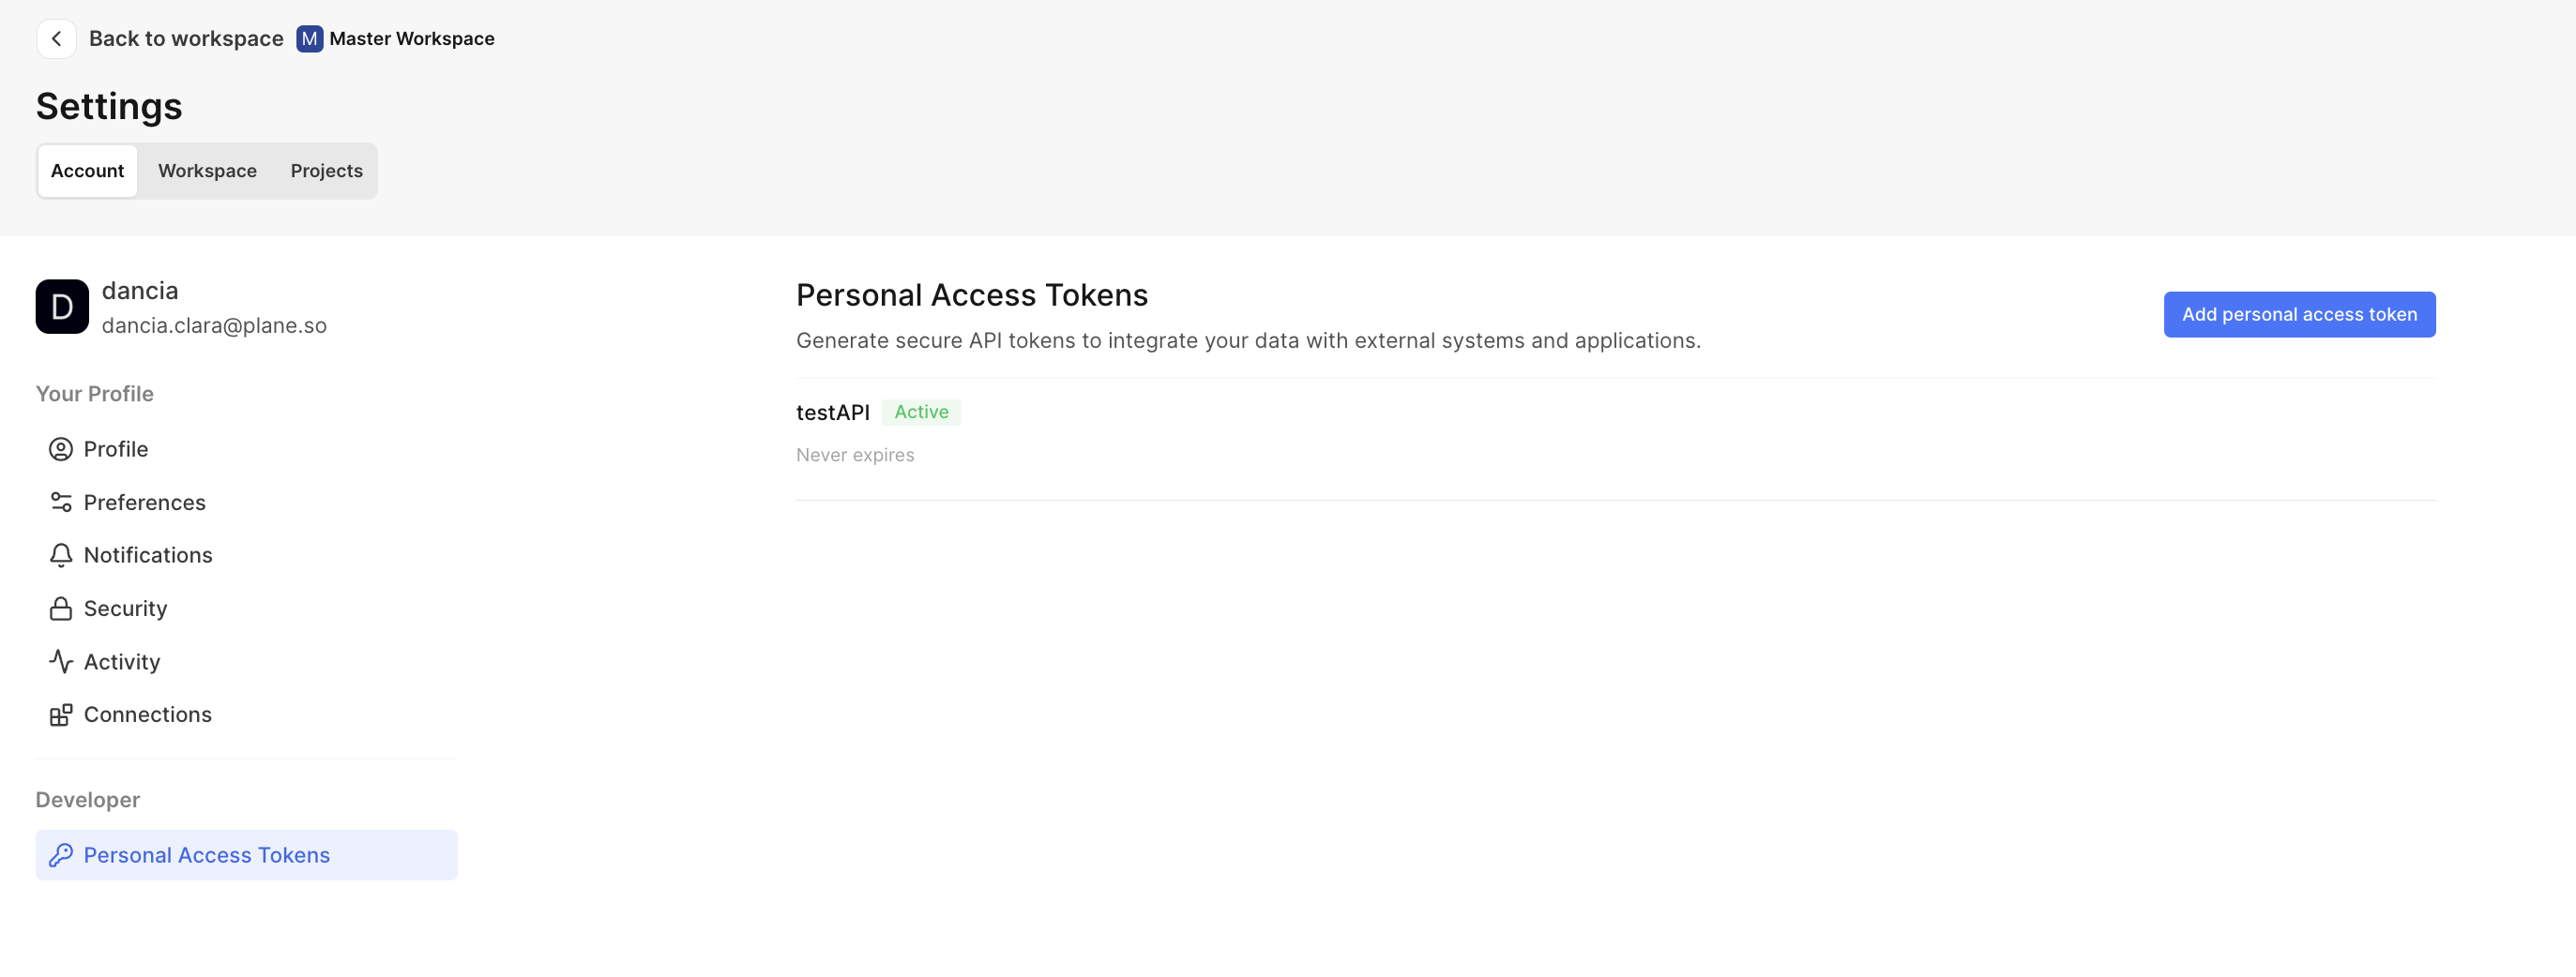 Back to workspace M Master Workspace
Settings
Account Workspace Projects
D dancia
dancia.clara@plane.so
Your Profile
Profile
Preferences
Notifications
Security
Activity
Connections
Developer
Personal Access Tokens
Personal Access Tokens
Generate secure API tokens to integrate your data with external systems and applications.
Add personal access token
testAPI Active
Never expires